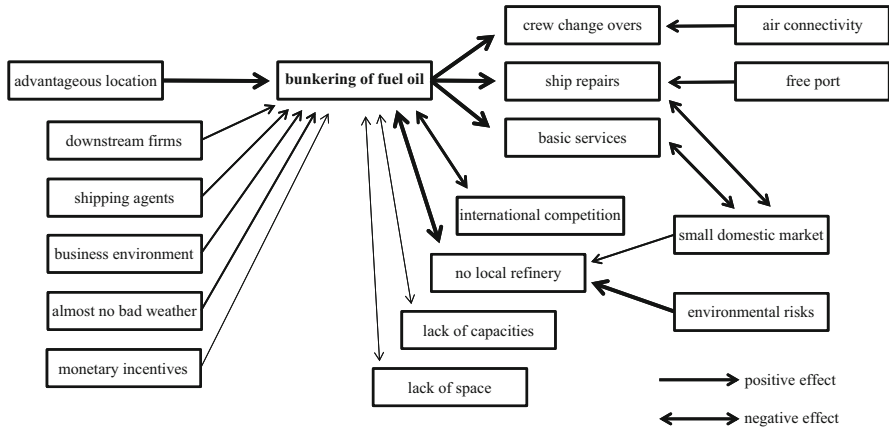 crew change overs
air connectivity
advantageous location
bunkering of fuel oil
ship repairs
free port
downstream firms
basic services
shipping agents
international competition
small domestic market
business environment
no local refinery
almost no bad weather
environmental risks
lack of capacities
monetary incentives
lack of space
positive effect
negative effect